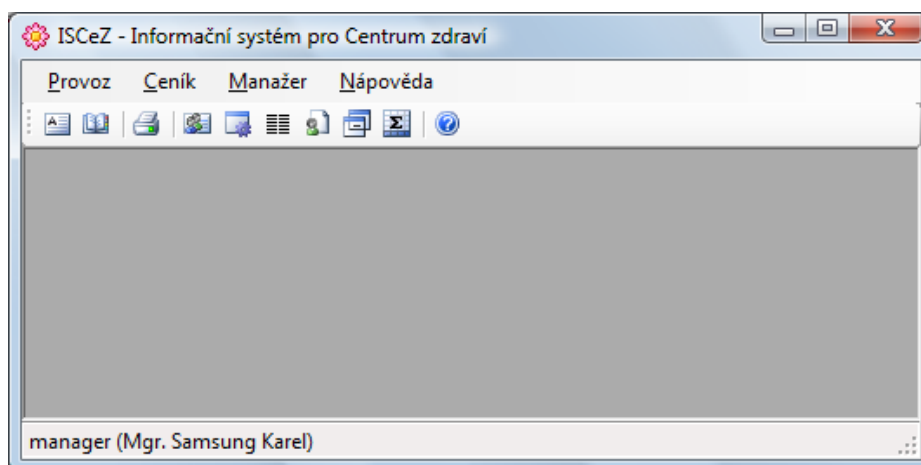 ISCeZ - Informační systém pro Centrum zdraví
Provoz Ceník Manažer Nápověda
manager (Mgr. Samsung Karel)